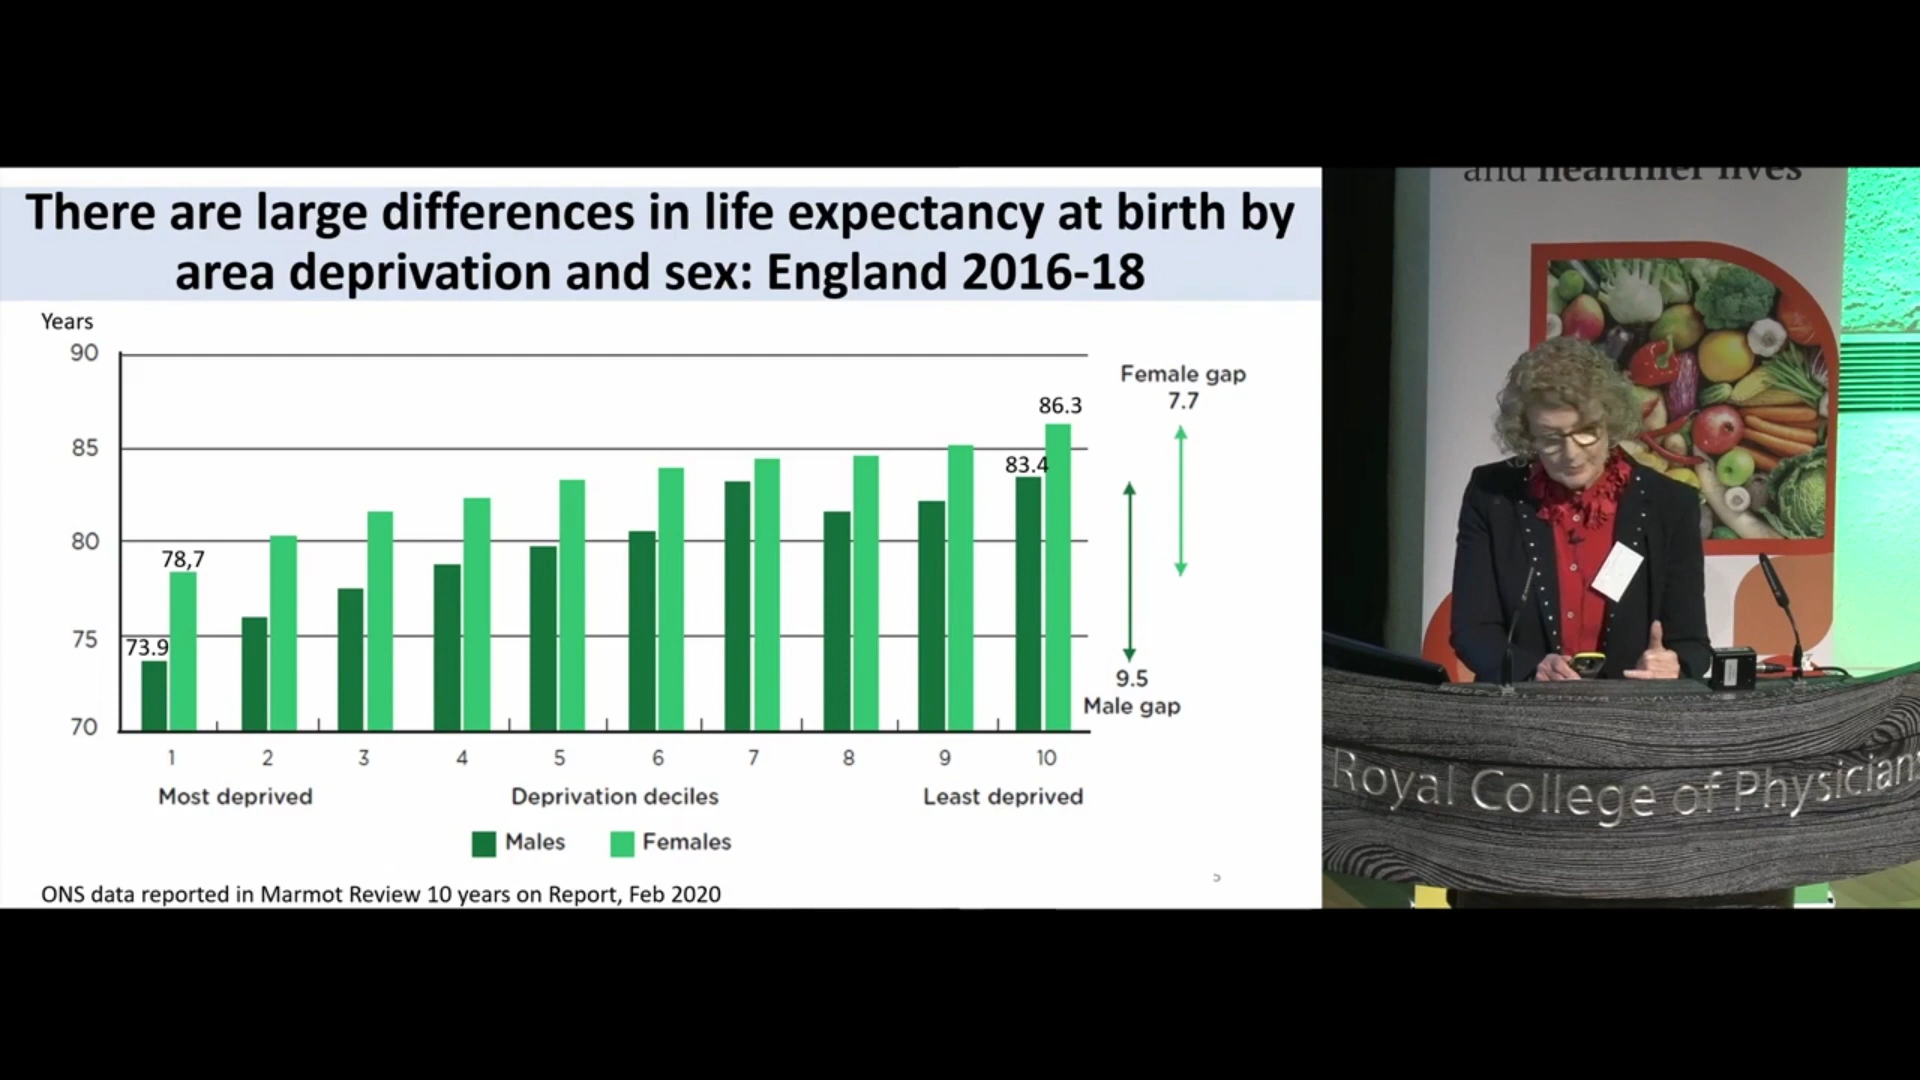 There are large differences in life expectancy at birth by
area deprivation and sex: England 2016-18
Years
90
85
80
75
70
73.9
78,7
83.4
86.3
Female gap
7.7
9.5
Male gap
1 2 3 4 5 6 7 8 9 10
Most deprived Deprivation deciles Least deprived
Males Females
ONS data reported in Marmot Review 10 years on Report, Feb 2020
5
and healthier lives
Royal College of Physician